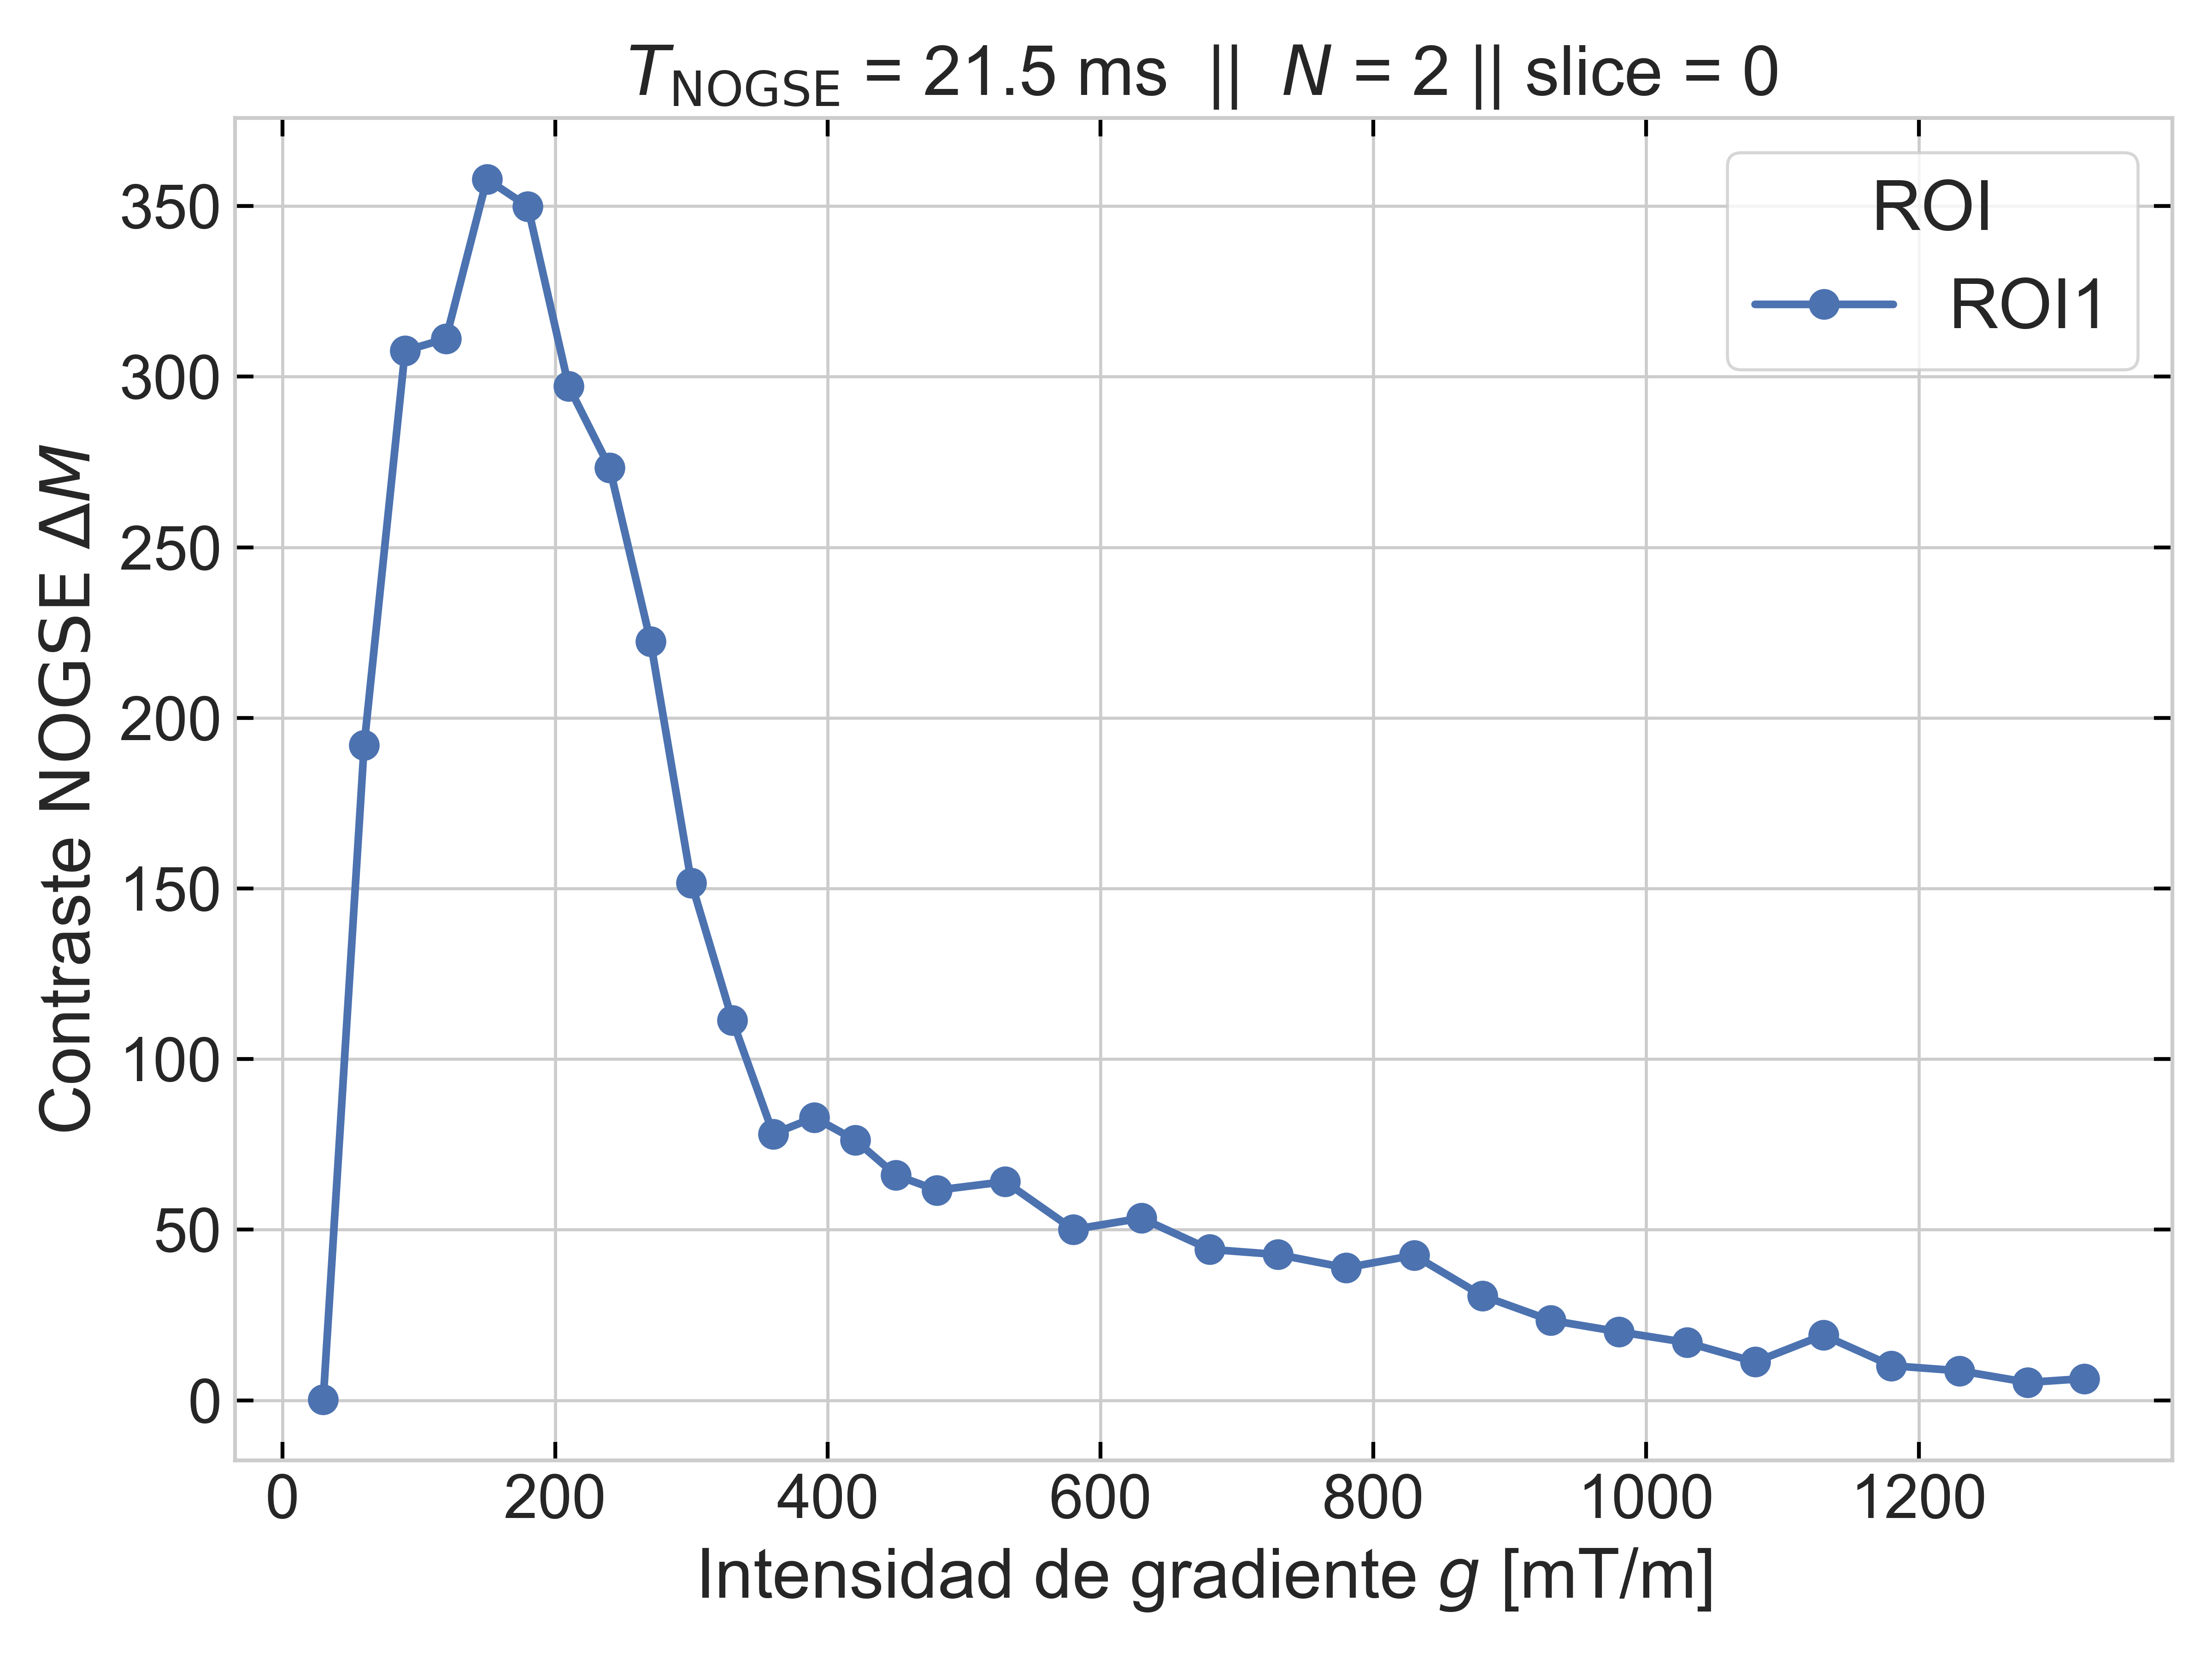 T_NOGSE = 21.5 ms || N = 2 || slice = 0
ROI
ROI1
Contraste NOGSE ΔM
350
300
250
200
150
100
50
0
0 200 400 600 800 1000 1200
Intensidad de gradiente g [mT/m]